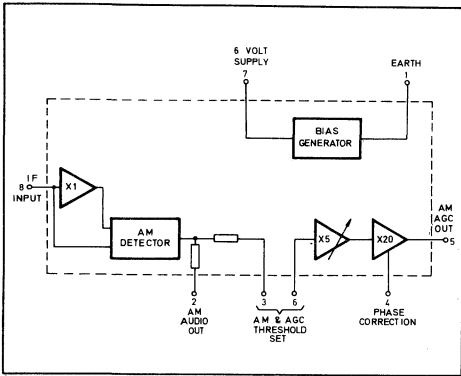 6 VOLT
SUPPLY
7
EARTH
1
BIAS
GENERATOR
IF
8
INPUT
X1
AM
DETECTOR
X5
X20
AM
AGC
OUT
5
2
AM
AUDIO
OUT
3
6
AM & AGC
THRESHOLD
SET
4
PHASE
CORRECTION